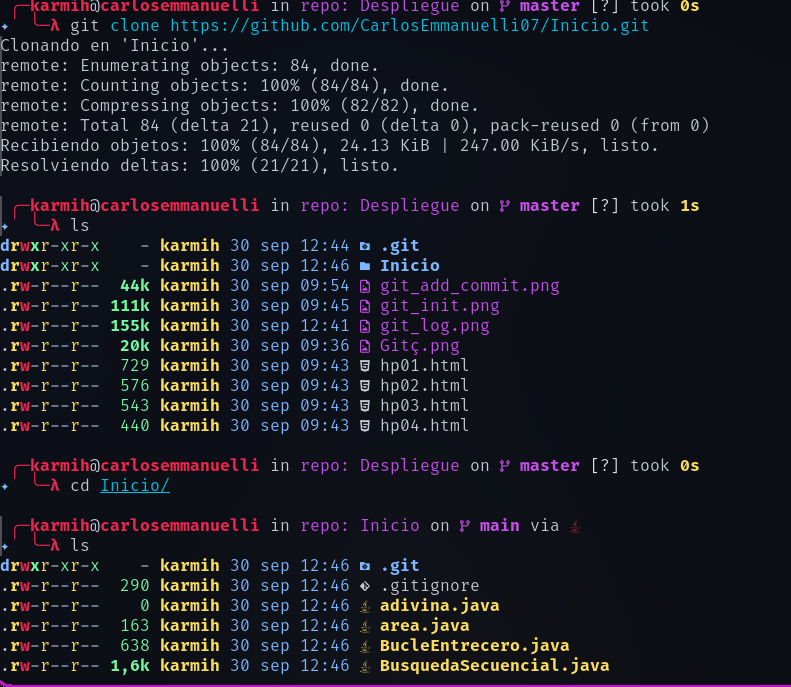 karmih@carlosemmanuelli in repo: Despliegue on master [?] took 0s
λ git clone https://github.com/CarlosEmmanuelli07/Inicio.git
Clonando en 'Inicio'...
remote: Enumerating objects: 84, done.
remote: Counting objects: 100% (84/84), done.
remote: Compressing objects: 100% (82/82), done.
remote: Total 84 (delta 21), reused 0 (delta 0), pack-reused 0 (from 0)
Recibiendo objetos: 100% (84/84), 24.13 KiB | 247.00 KiB/s, listo.
Resolviendo deltas: 100% (21/21), listo.
karmih@carlosemmanuelli in repo: Despliegue on master [?] took 1s
λ ls
drwxr-xr-x - karmih 30 sep 12:44 .git
drwxr-xr-x - karmih 30 sep 12:46 Inicio
.rw-r--r-- 44k karmih 30 sep 09:54 git_add_commit.png
.rw-r--r-- 111k karmih 30 sep 09:45 git_init.png
.rw-r--r-- 155k karmih 30 sep 12:41 git_log.png
.rw-r--r-- 20k karmih 30 sep 09:36 Gitç.png
.rw-r--r-- 729 karmih 30 sep 09:43 hp01.html
.rw-r--r-- 576 karmih 30 sep 09:43 hp02.html
.rw-r--r-- 543 karmih 30 sep 09:43 hp03.html
.rw-r--r-- 440 karmih 30 sep 09:43 hp04.html
karmih@carlosemmanuelli in repo: Despliegue on master [?] took 0s
λ cd Inicio/
karmih@carlosemmanuelli in repo: Inicio on main via
λ ls
drwxr-xr-x - karmih 30 sep 12:46 .git
.rw-r--r-- 290 karmih 30 sep 12:46 .gitignore
.rw-r--r-- 0 karmih 30 sep 12:46 adivina.java
.rw-r--r-- 163 karmih 30 sep 12:46 area.java
.rw-r--r-- 638 karmih 30 sep 12:46 BucleEntrecero.java
.rw-r--r-- 1,6k karmih 30 sep 12:46 BusquedaSecuencial.java